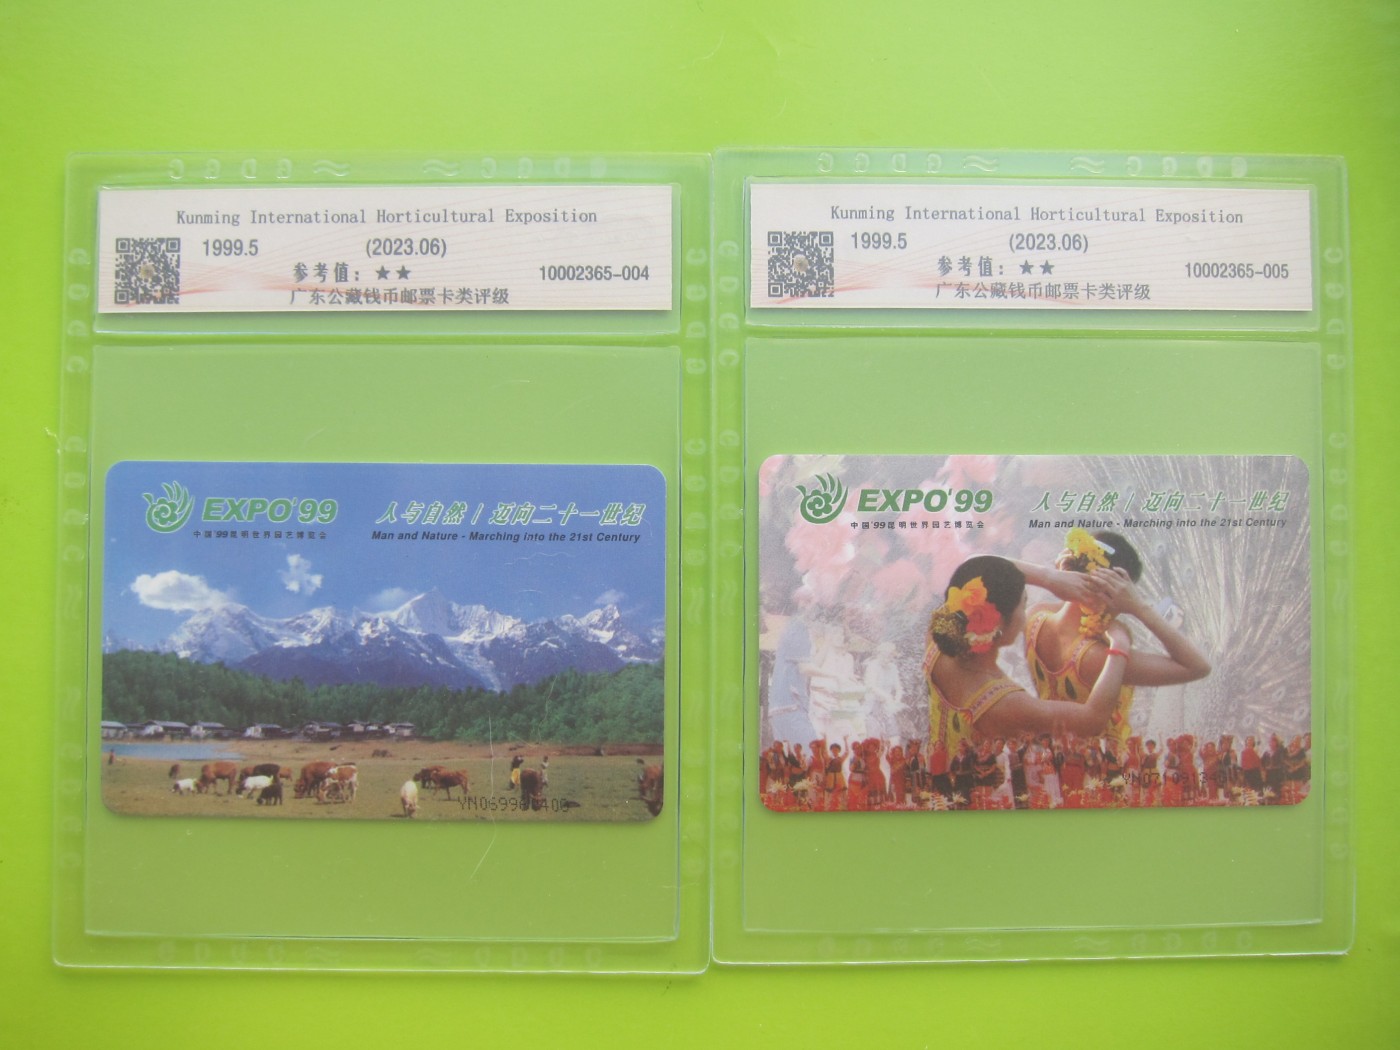 Kunming International Horticultural Exposition
1999.5 (2023.06)
参考值：★★ 10002365-004
广东公藏钱币邮票卡类评级
EXPO'99
中国'99昆明世界园艺博览会
人与自然/迈向二十一世纪
Man and Nature - Marching into the 21st Century
Kunming International Horticultural Exposition
1999.5 (2023.06)
参考值：★★ 10002365-005
广东公藏钱币邮票卡类评级
EXPO'99
中国'99昆明世界园艺博览会
人与自然/迈向二十一世纪
Man and Nature - Marching into the 21st Century